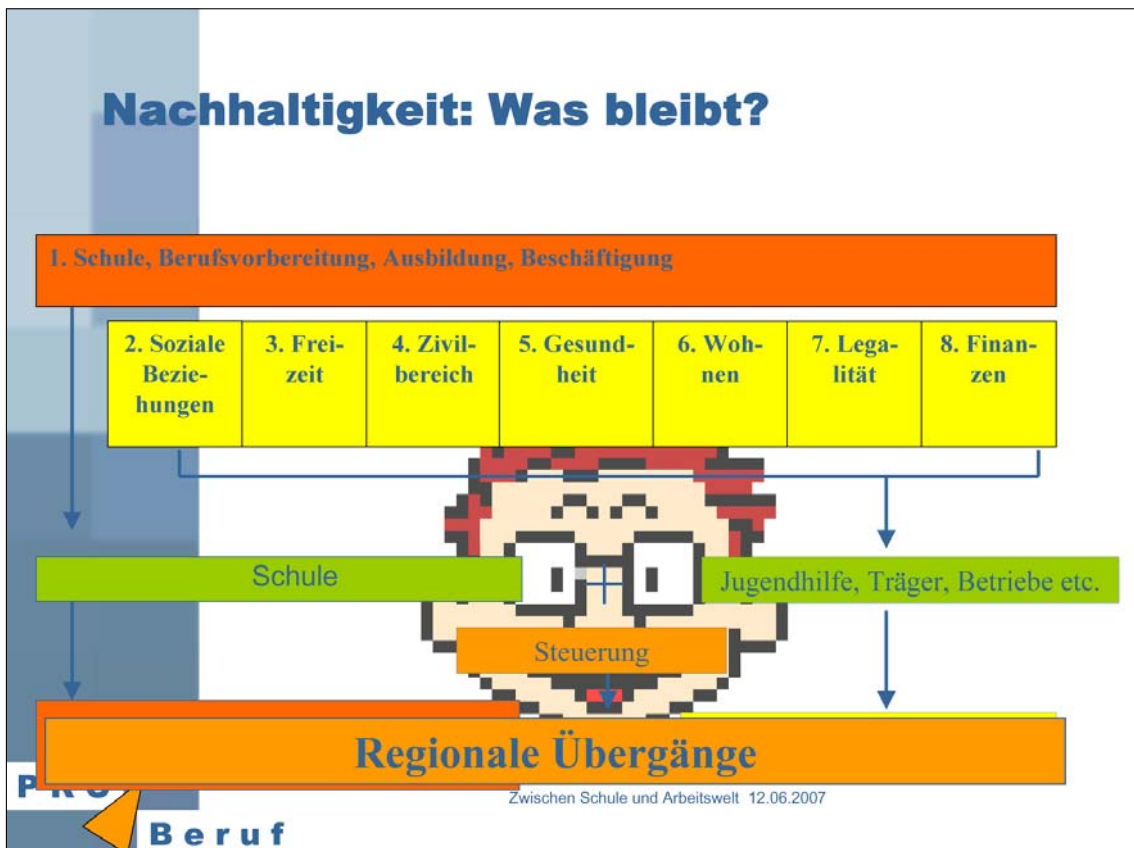 Nachhaltigkeit: Was bleibt?
1. Schule, Berufsvorbereitung, Ausbildung, Beschäftigung
2. Soziale
Bezie-
hungen
3. Frei-
zeit
4. Zivil-
bereich
5. Gesund-
heit
6. Woh-
nen
7. Lega-
lität
8. Finan-
zen
Schule
Jugendhilfe, Träger, Betriebe etc.
Steuerung
Regionale Übergänge
P R O
Zwischen Schule und Arbeitswelt 12.06.2007
B e r u f